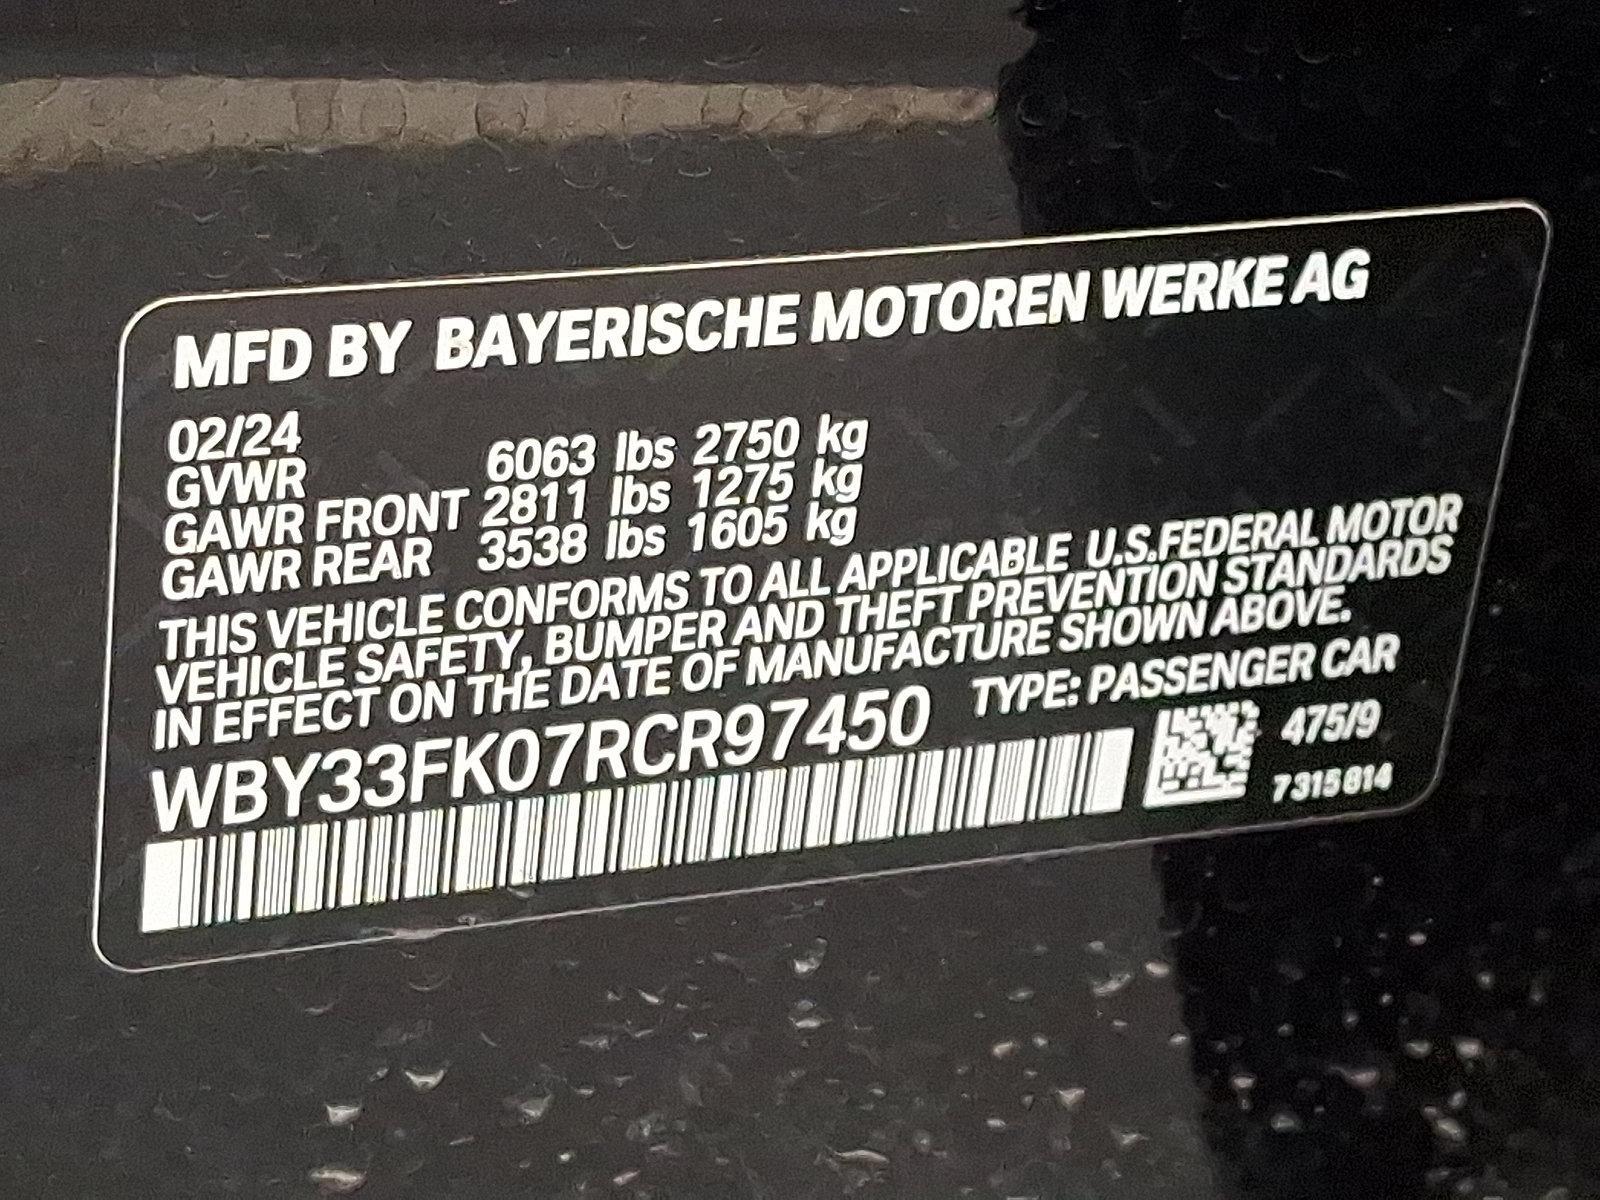 MFD BY BAYERISCHE MOTOREN WERKE AG
02/24
GVWR 6063 lbs 2750 kg
GAWR FRONT 2811 lbs 1275 kg
GAWR REAR 3538 lbs 1605 kg
THIS VEHICLE CONFORMS TO ALL APPLICABLE U.S.FEDERAL MOTOR
VEHICLE SAFETY, BUMPER AND THEFT PREVENTION STANDARDS
IN EFFECT ON THE DATE OF MANUFACTURE SHOWN ABOVE.
WBY33FK07RCR97450 TYPE: PASSENGER CAR
475/9
7315814